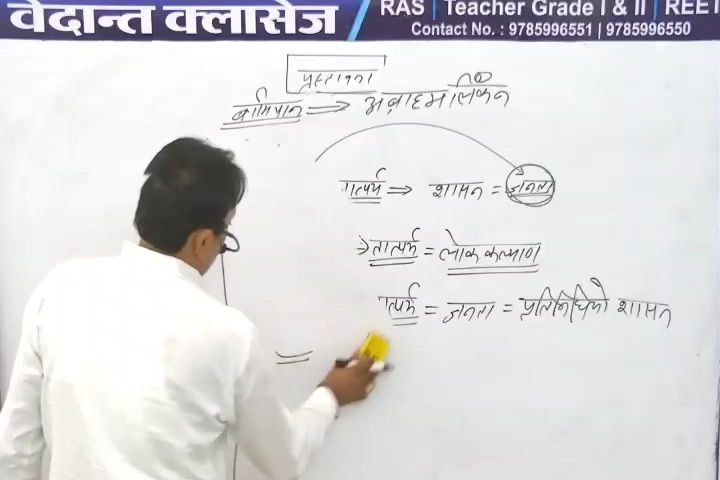 वेदान्त क्लासेज
RAS | Teacher Grade I & II | REET
Contact No. : 9785996551 | 9785996550
प्रस्तावना
⇒ अब्राहम लिंकन
तात्पर्य ⇒ शासन = जनता
→ तात्पर्य = लोक कल्याण
तात्पर्य = जनता = प्रतिनिधियों शासन